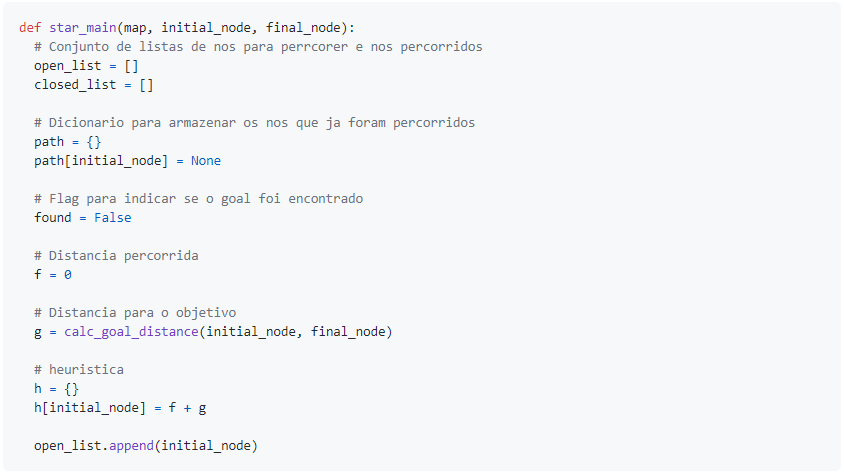 def star_main(map, initial_node, final_node):
# Conjunto de listas de nos para perrcorer e nos percorridos
open_list = []
closed_list = []
# Dicionario para armazenar os nos que ja foram percorridos
path = {}
path[initial_node] = None
# Flag para indicar se o goal foi encontrado
found = False
# Distancia percorrida
f = 0
# Distancia para o objetivo
g = calc_goal_distance(initial_node, final_node)
# heuristica
h = {}
h[initial_node] = f + g
open_list.append(initial_node)